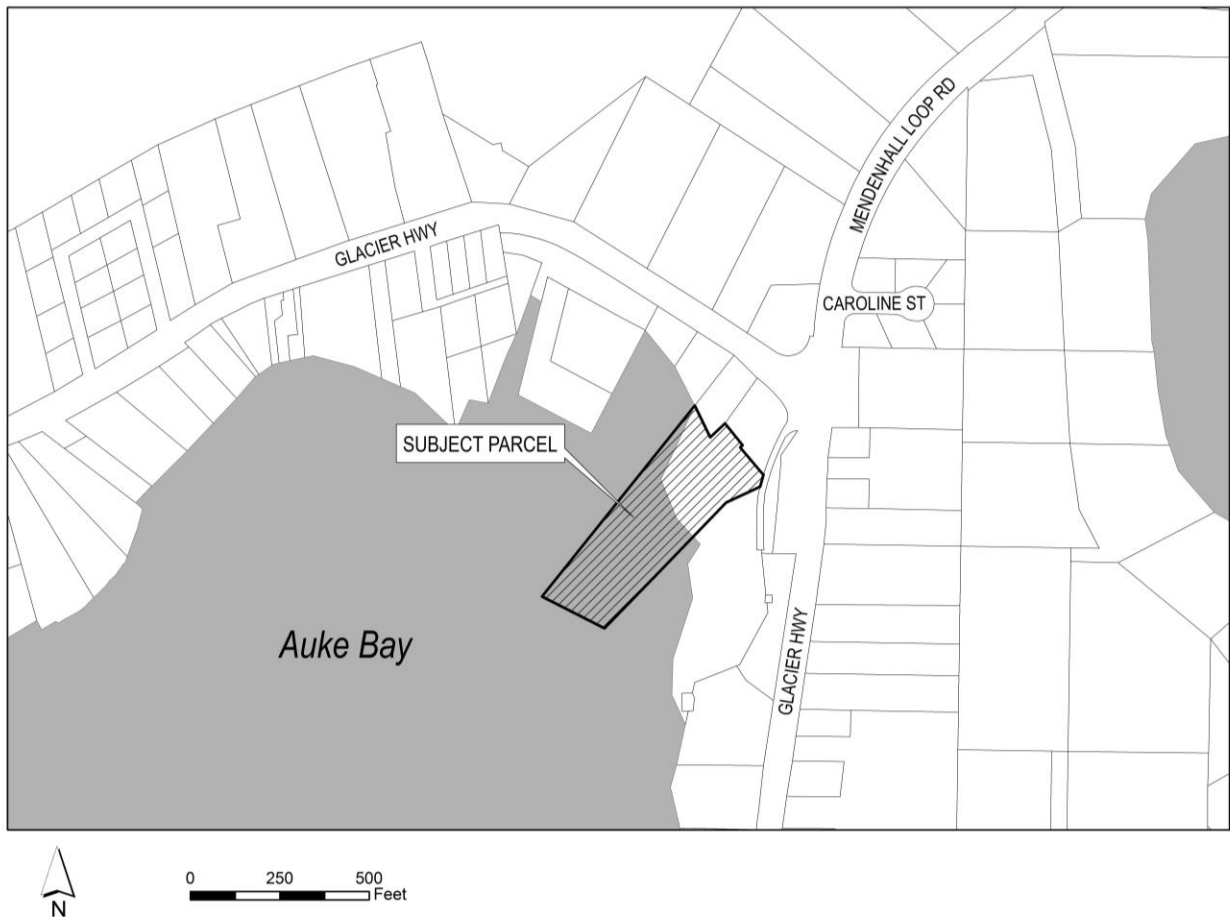 MENDENHALL LOOP RD
GLACIER HWY
CAROLINE ST
SUBJECT PARCEL
Auke Bay
GLACIER HWY
N
0 250 500
Feet